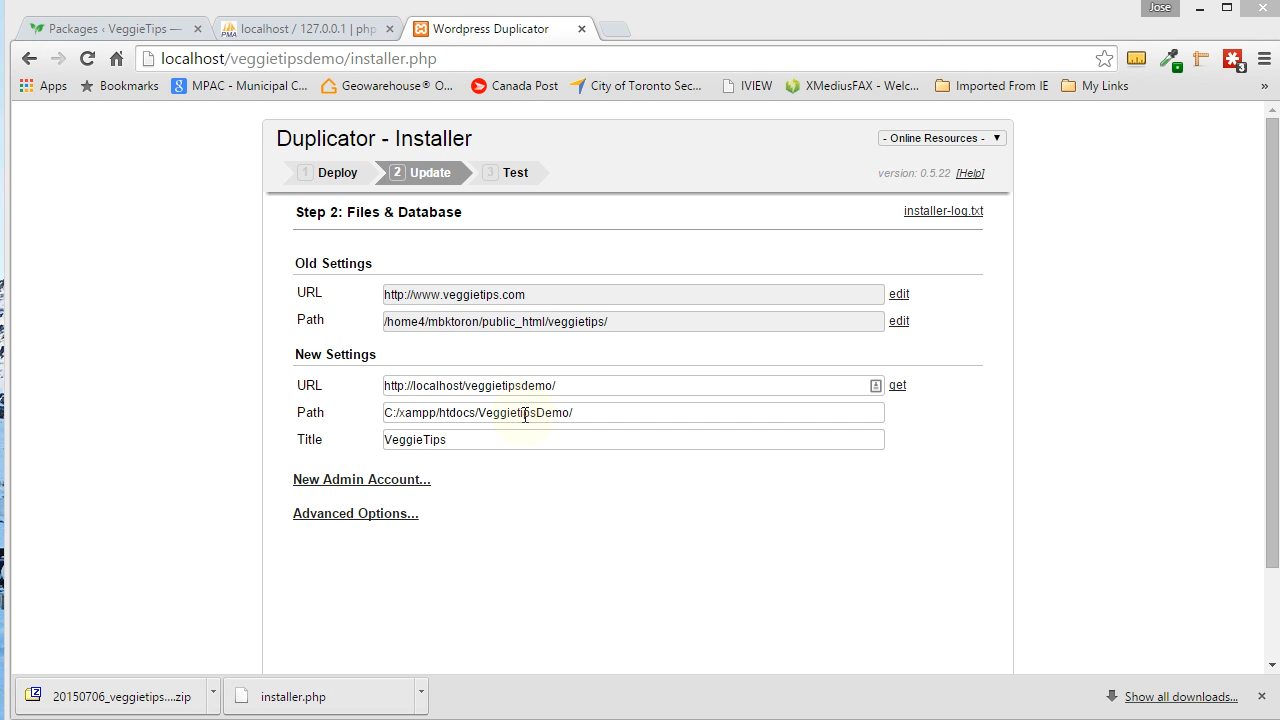 Jose
Packages ‹ VeggieTips —
localhost / 127.0.0.1 | php
Wordpress Duplicator
localhost/veggietipsdemo/installer.php
3
Apps
Bookmarks
MPAC - Municipal C...
Geowarehouse® O...
Canada Post
City of Toronto Sec...
IVIEW
XMediusFAX - Welc...
Imported From IE
My Links
»
Duplicator - Installer
- Online Resources -
1 Deploy
2 Update
3 Test
version: 0.5.22 [Help]
Step 2: Files & Database
installer-log.txt
Old Settings
URL
http://www.veggietips.com
edit
Path
/home4/mbktoron/public_html/veggietips/
edit
New Settings
URL
http://localhost/veggietipsdemo/
get
Path
C:/xampp/htdocs/VeggietipsDemo/
Title
VeggieTips
New Admin Account...
Advanced Options...
20150706_veggietips....zip
installer.php
Show all downloads...